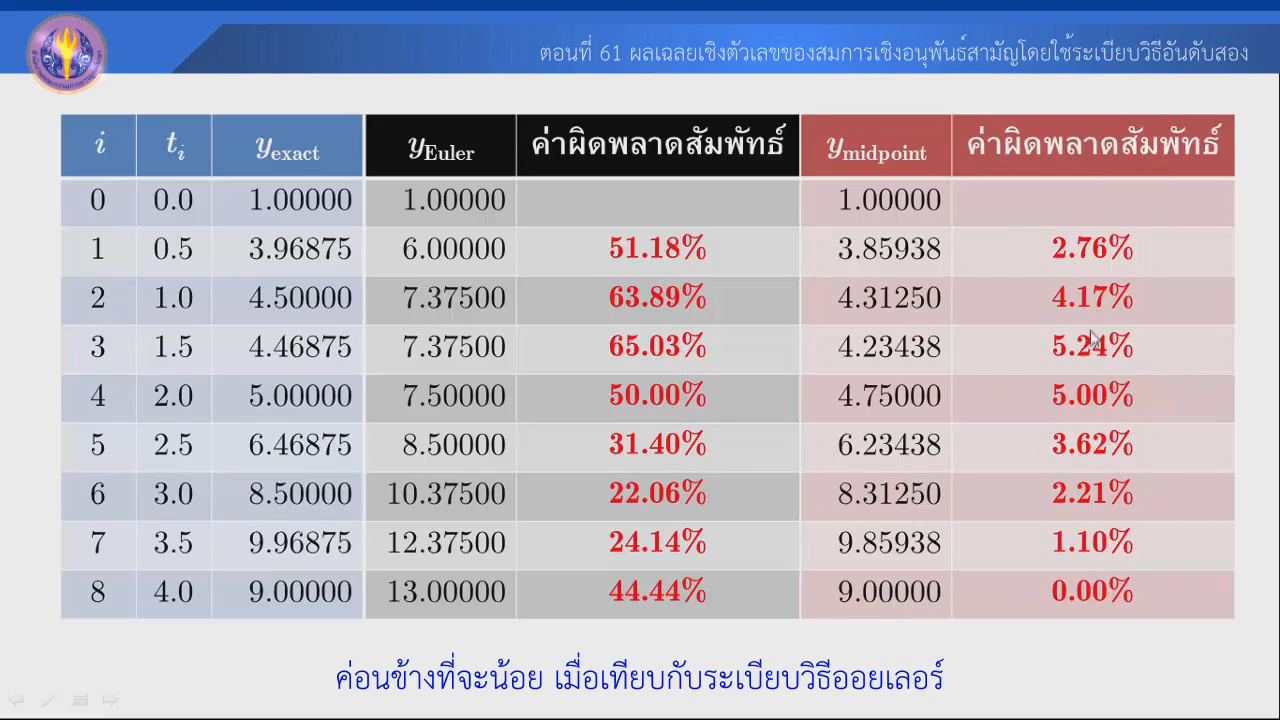 ตอนที่ 61 ผลเฉลยเชิงตัวเลขของสมการเชิงอนุพันธ์สามัญโดยใช้ระเบียบวิธีอันดับสอง
i t_i y_exact y_Euler ค่าผิดพลาดสัมพัทธ์ y_midpoint ค่าผิดพลาดสัมพัทธ์
0 0.0 1.00000 1.00000 1.00000
1 0.5 3.96875 6.00000 51.18% 3.85938 2.76%
2 1.0 4.50000 7.37500 63.89% 4.31250 4.17%
3 1.5 4.46875 7.37500 65.03% 4.23438 5.24%
4 2.0 5.00000 7.50000 50.00% 4.75000 5.00%
5 2.5 6.46875 8.50000 31.40% 6.23438 3.62%
6 3.0 8.50000 10.37500 22.06% 8.31250 2.21%
7 3.5 9.96875 12.37500 24.14% 9.85938 1.10%
8 4.0 9.00000 13.00000 44.44% 9.00000 0.00%
ค่อนข้างที่จะน้อย เมื่อเทียบกับระเบียบวิธีออยเลอร์